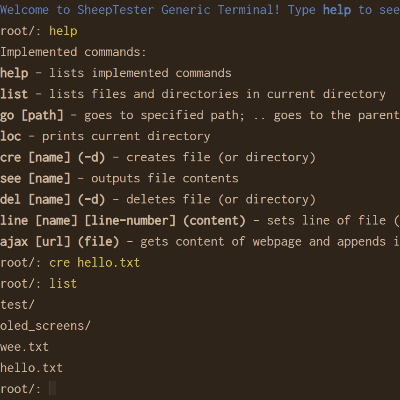 Welcome to SheepTester Generic Terminal! Type help to see
root/: help
Implemented commands:
help – lists implemented commands
list – lists files and directories in current directory
go [path] – goes to specified path; .. goes to the parent
loc – prints current directory
cre [name] (-d) – creates file (or directory)
see [name] – outputs file contents
del [name] (-d) – deletes file (or directory)
line [name] [line-number] (content) – sets line of file (
ajax [url] (file) – gets content of webpage and appends i
root/: cre hello.txt
root/: list
test/
oled_screens/
wee.txt
hello.txt
root/: